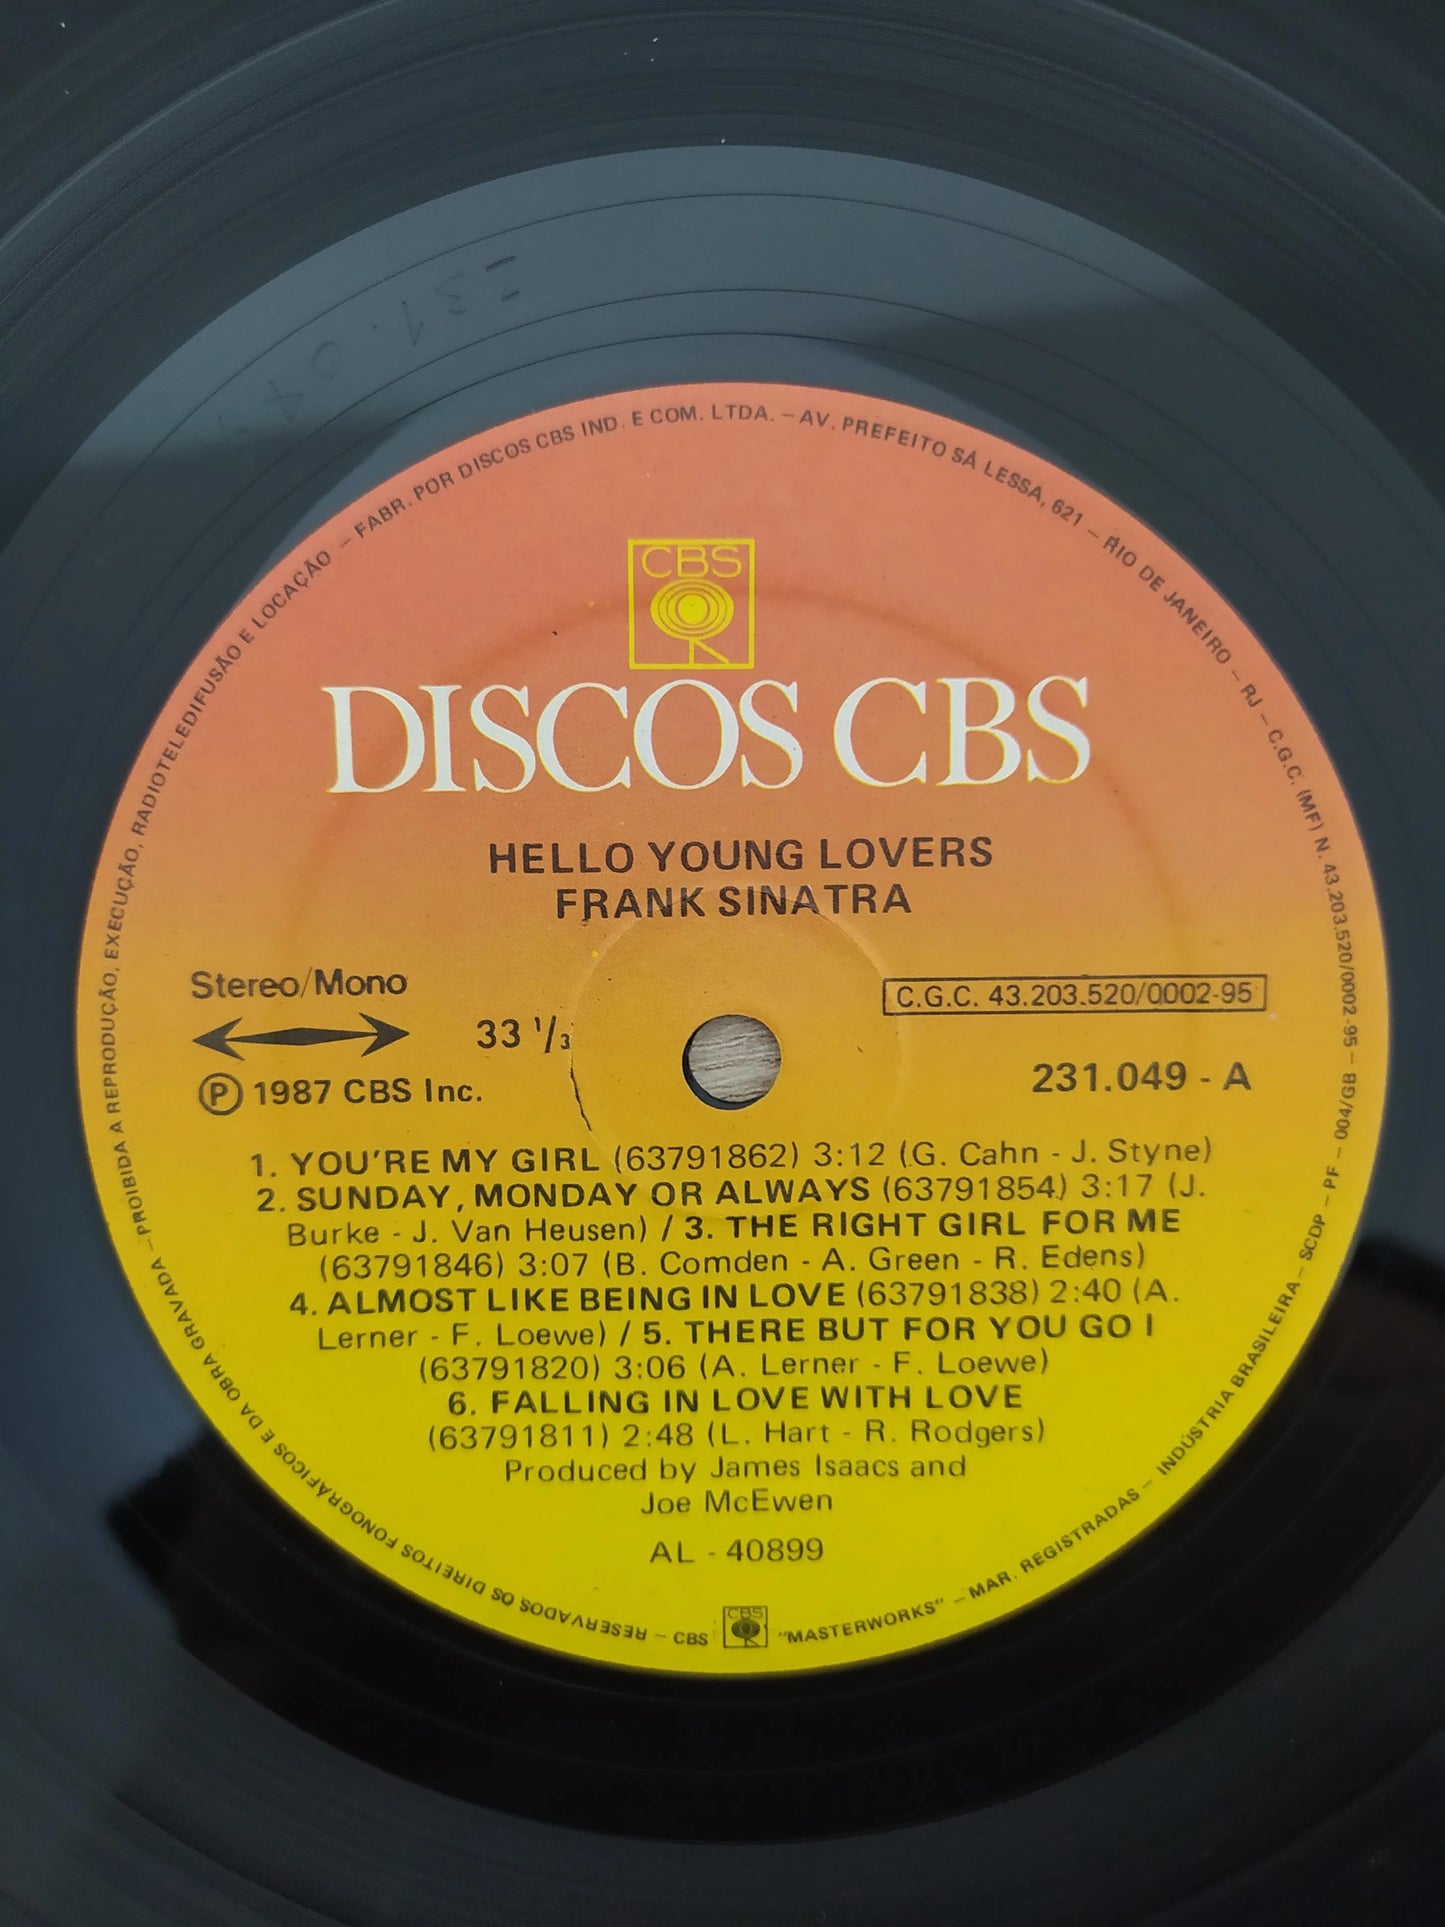 PROIBIDA A REPRODUÇÃO, EXECUÇÃO, RADIOTELEDIFUSÃO E LOCAÇÃO – FABR. POR DISCOS CBS IND. E COM. LTDA. – AV. PREFEITO SÁ LESSA, 621 – RIO DE JANEIRO – RJ – C.G.C. (MF) N. 43.203.520/0002-95 – 004/GB – PF – SCDP – INDÚSTRIA BRASILEIRA –
CBS
DISCOS CBS
HELLO YOUNG LOVERS
FRANK SINATRA
Stereo/Mono
C.G.C. 43.203.520/0002-95
33 1/3
℗ 1987 CBS Inc.
231.049 - A
1. YOU'RE MY GIRL (63791862) 3:12 (G. Cahn - J. Styne)
2. SUNDAY, MONDAY OR ALWAYS (63791854) 3:17 (J.
Burke - J. Van Heusen) / 3. THE RIGHT GIRL FOR ME
(63791846) 3:07 (B. Comden - A. Green - R. Edens)
4. ALMOST LIKE BEING IN LOVE (63791838) 2:40 (A.
Lerner - F. Loewe) / 5. THERE BUT FOR YOU GO I
(63791820) 3:06 (A. Lerner - F. Loewe)
6. FALLING IN LOVE WITH LOVE
(63791811) 2:48 (L. Hart - R. Rodgers)
Produced by James Isaacs and
Joe McEwen
AL - 40899
RESERVADOS OS DIREITOS FONOGRÁFICOS E DA OBRA GRAVADA –
– CBS CBS "MASTERWORKS" – MAR. REGISTRADAS –